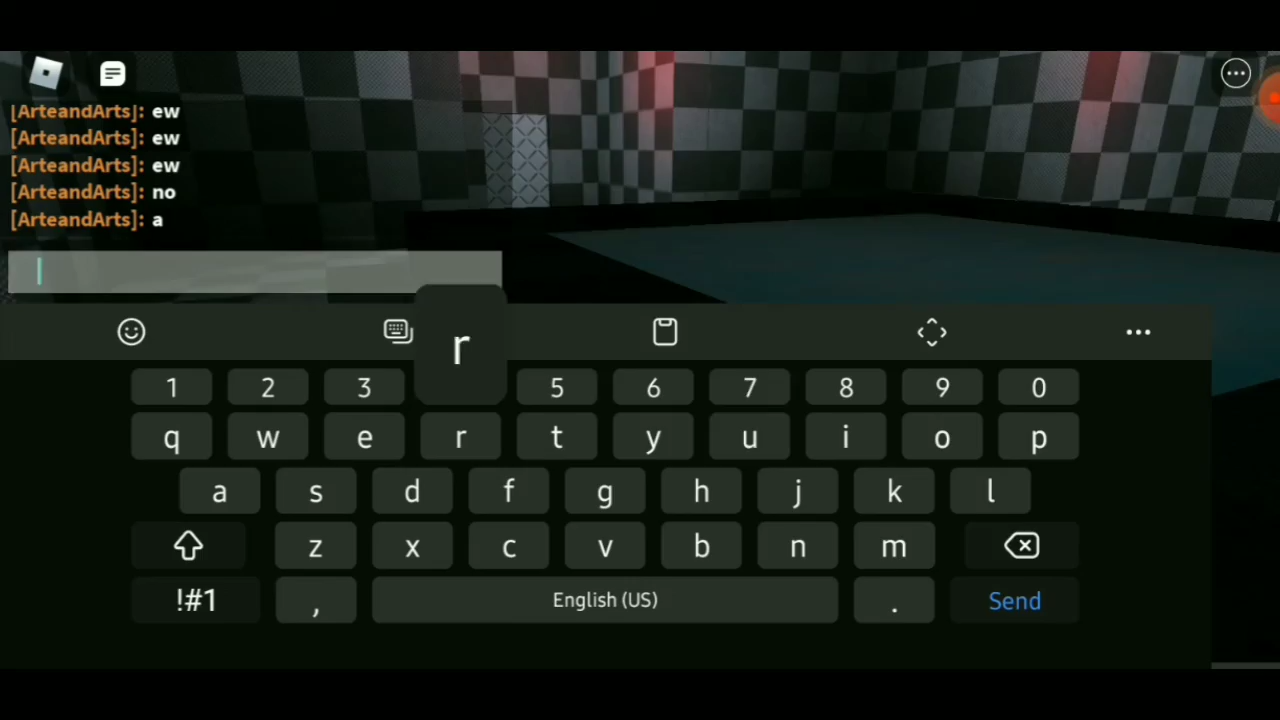 [ArteandArts]: ew
[ArteandArts]: ew
[ArteandArts]: ew
[ArteandArts]: no
[ArteandArts]: a
r
1 2 3 5 6 7 8 9 0
q w e r t y u i o p
a s d f g h j k l
z x c v b n m
!#1 , English (US) . Send